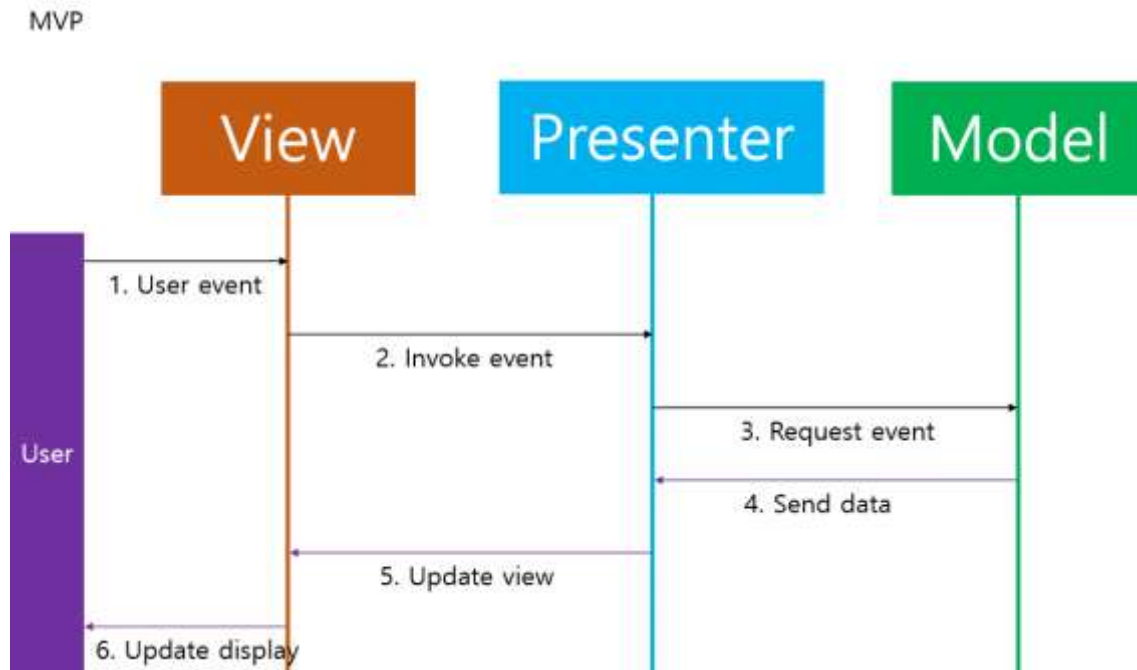 MVP
View
Presenter
Model
1. User event
2. Invoke event
3. Request event
User
4. Send data
5. Update view
6. Update display